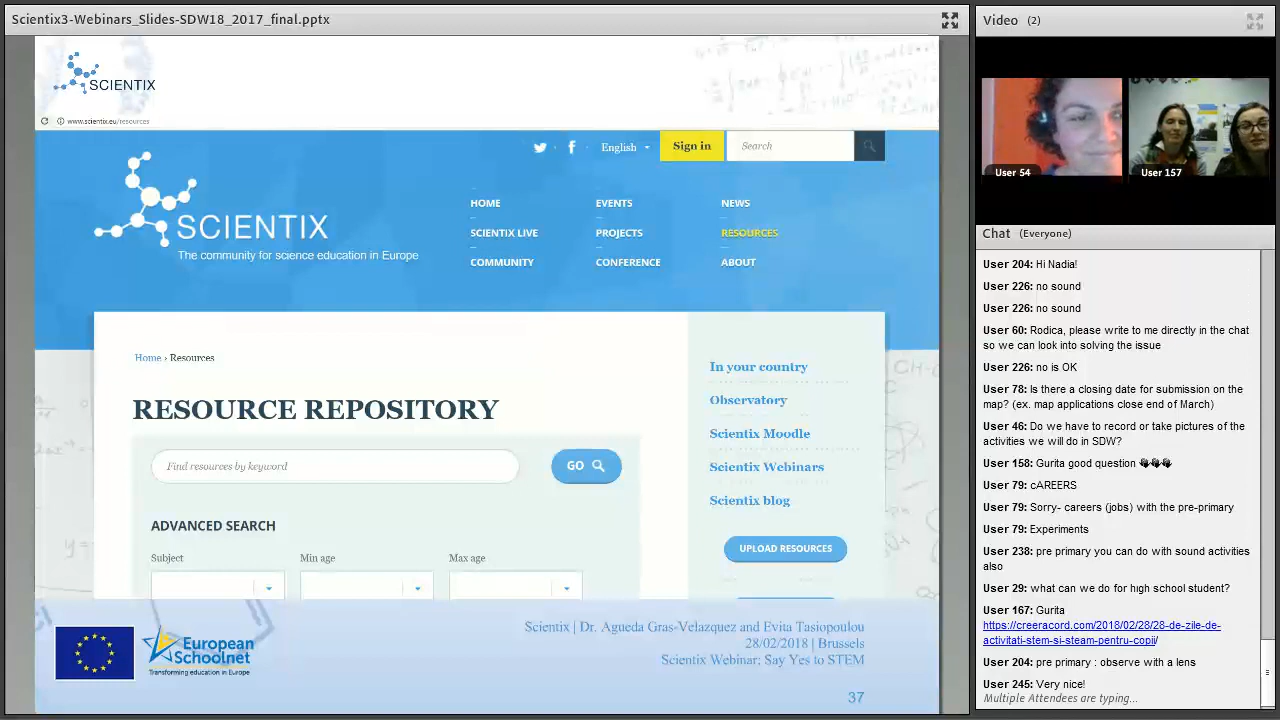 Scientix3-Webinars_Slides-SDW18_2017_final.pptx
SCIENTIX
www.scientix.eu/resources
English
Sign in
Search
SCIENTIX
The community for science education in Europe
HOME
EVENTS
NEWS
SCIENTIX LIVE
PROJECTS
RESOURCES
COMMUNITY
CONFERENCE
ABOUT
Home › Resources
RESOURCE REPOSITORY
Find resources by keyword
GO
ADVANCED SEARCH
Subject
Min age
Max age
In your country
Observatory
Scientix Moodle
Scientix Webinars
Scientix blog
UPLOAD RESOURCES
European
Schoolnet
Transforming education in Europe
Scientix | Dr. Agueda Gras-Velazquez and Evita Tasiopoulou
28/02/2018 | Brussels
Scientix Webinar: Say Yes to STEM
37
Video (2)
User 54
User 157
Chat (Everyone)
User 204: Hi Nadia!
User 226: no sound
User 226: no sound
User 60: Rodica, please write to me directly in the chat
so we can look into solving the issue
User 226: no is OK
User 78: Is there a closing date for submission on the
map? (ex. map applications close end of March)
User 46: Do we have to record or take pictures of the
activities we will do in SDW?
User 158: Gurita good question 👏👏👏
User 79: cAREERS
User 79: Sorry- careers (jobs) with the pre-primary
User 79: Experiments
User 238: pre primary you can do with sound activities
also
User 29: what can we do for high school student?
User 167: Gurita
https://creeracord.com/2018/02/28/28-de-zile-de-
activitati-stem-si-steam-pentru-copii/
User 204: pre primary : observe with a lens
User 245: Very nice!
Multiple Attendees are typing...